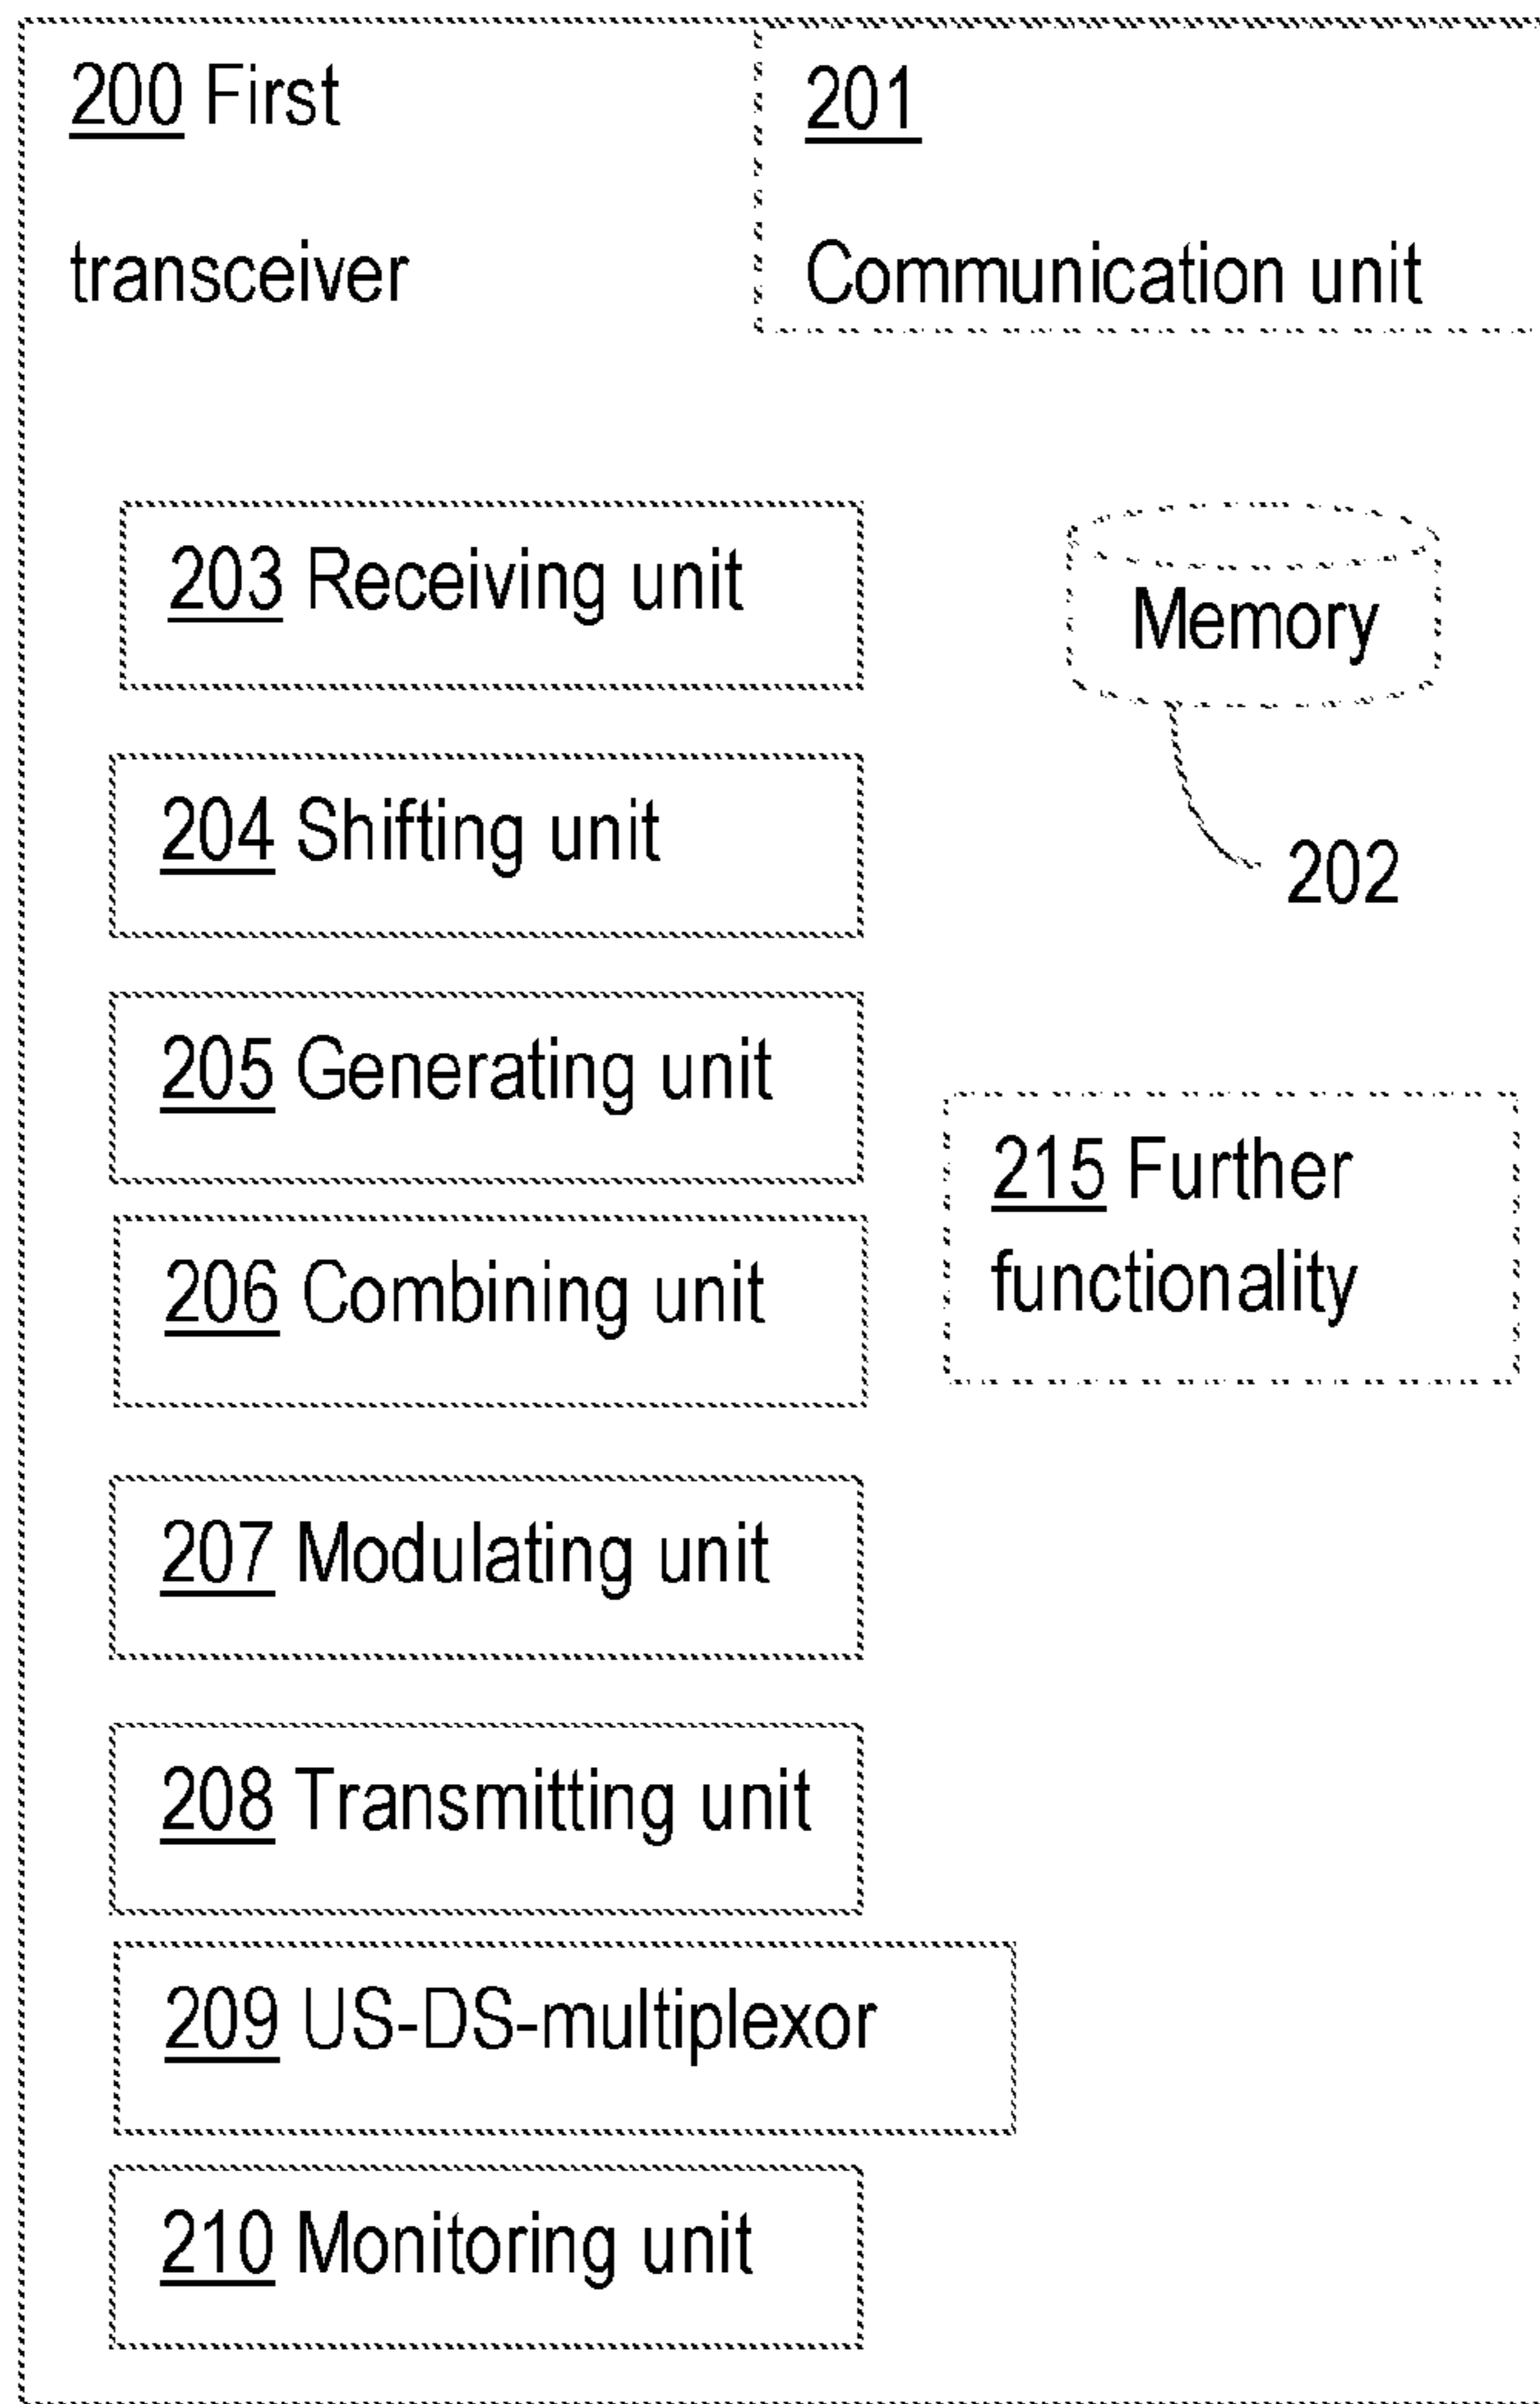 200 First
transceiver
201
Communication unit
203 Receiving unit
Memory
204 Shifting unit
202
205 Generating unit
215 Further
functionality
206 Combining unit
207 Modulating unit
208 Transmitting unit
209 US-DS-multiplexor
210 Monitoring unit